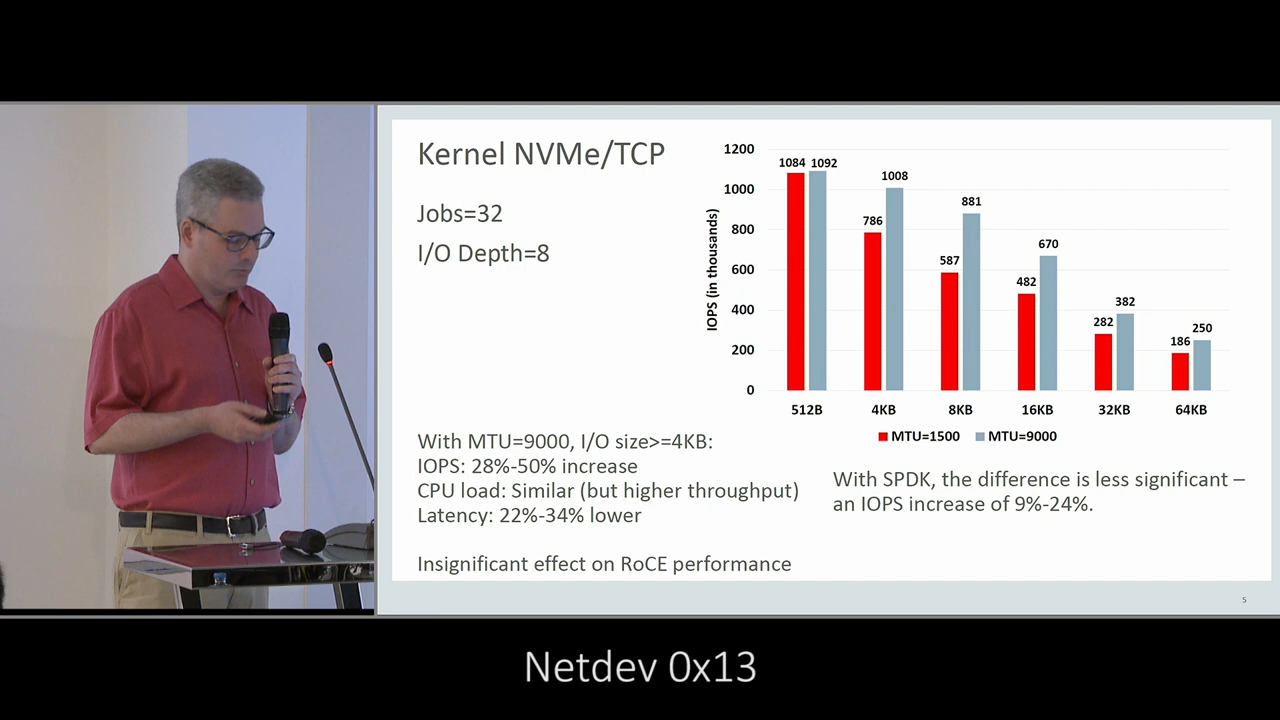 Kernel NVMe/TCP
Jobs=32
I/O Depth=8
IOPS (in thousands)
1200
1000
800
600
400
200
0
1084 1092
786 1008
587 881
482 670
282 382
186 250
512B 4KB 8KB 16KB 32KB 64KB
MTU=1500 MTU=9000
With MTU=9000, I/O size>=4KB:
IOPS: 28%-50% increase
CPU load: Similar (but higher throughput)
Latency: 22%-34% lower
Insignificant effect on RoCE performance
With SPDK, the difference is less significant –
an IOPS increase of 9%-24%.
5
Netdev 0x13